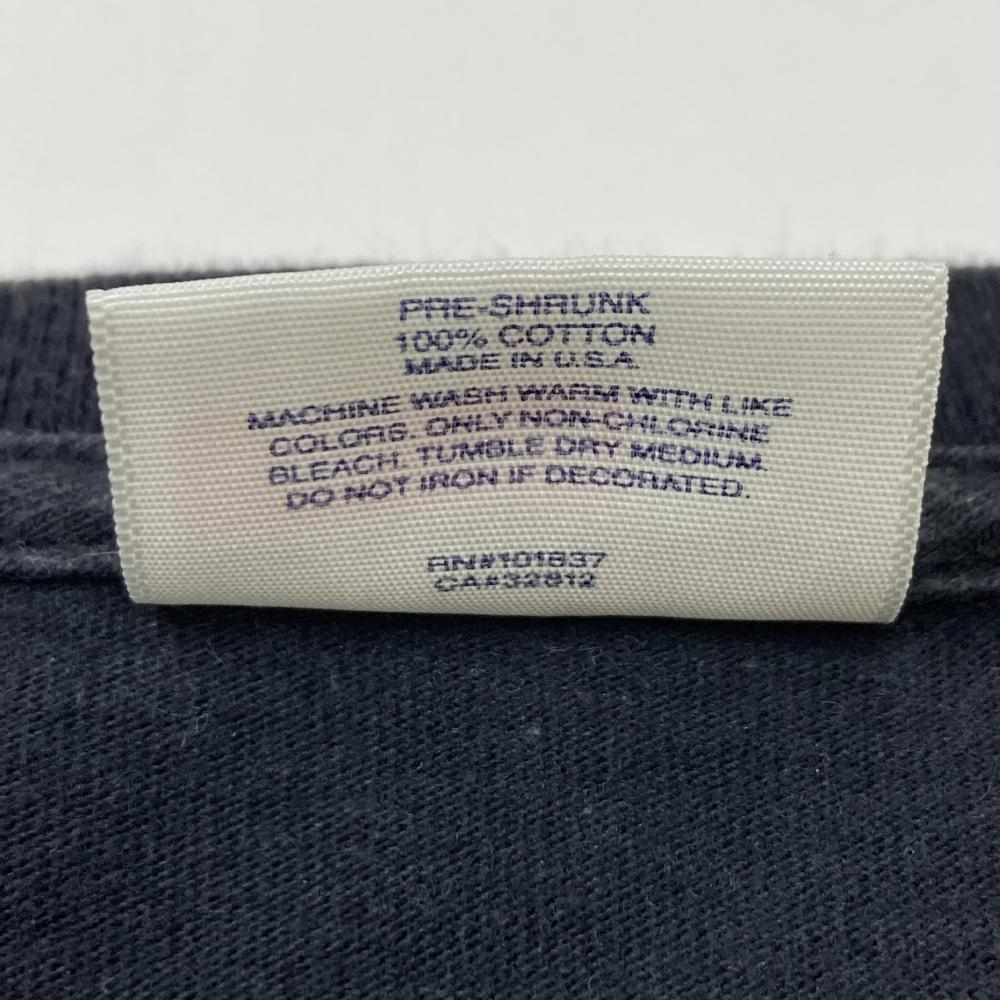 PRE-SHRUNK
100% COTTON
MADE IN U.S.A.
MACHINE WASH WARM WITH LIKE
COLORS. ONLY NON-CHLORINE
BLEACH. TUMBLE DRY MEDIUM.
DO NOT IRON IF DECORATED.
RN#101837
CA#32812